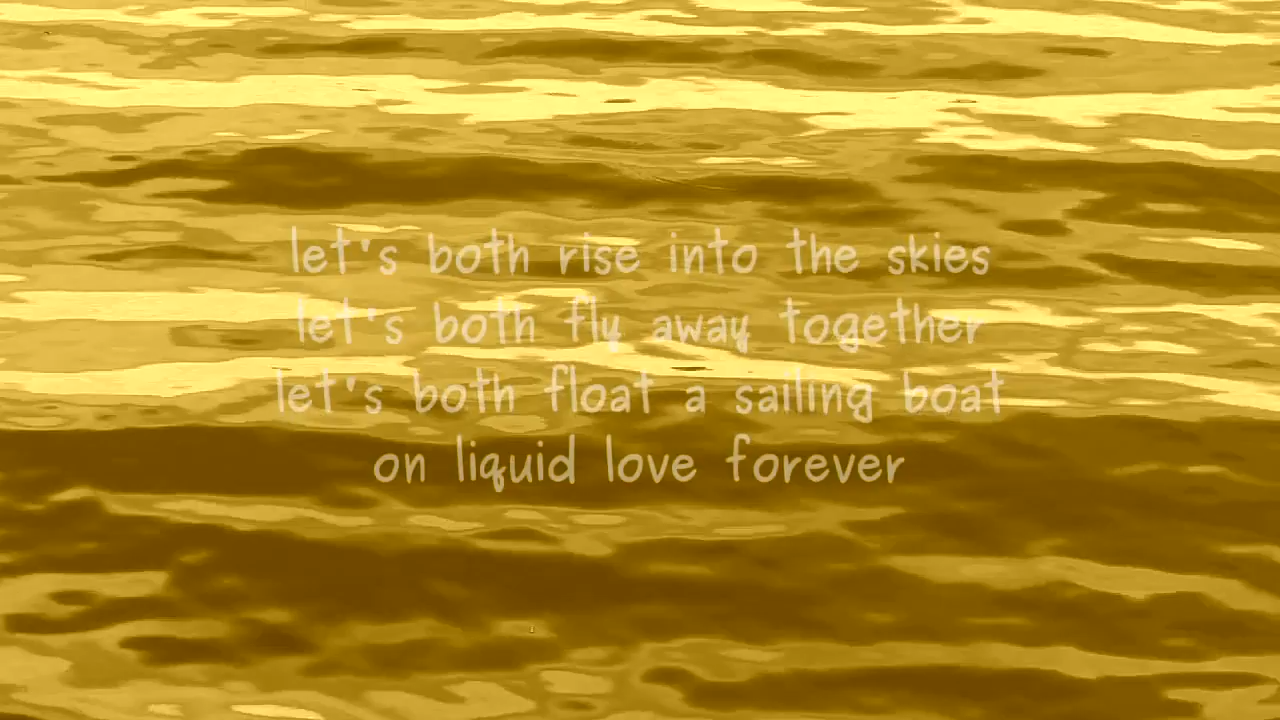 let's both rise into the skies
let's both fly away together
let's both float a sailing boat
on liquid love forever